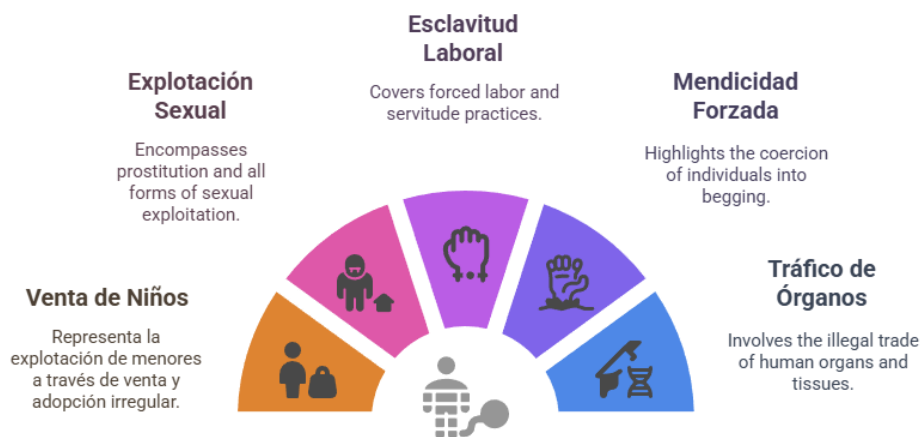 Esclavitud
Laboral
Covers forced labor and
servitude practices.
Explotación
Sexual
Encompasses
prostitution and all
forms of sexual
exploitation.
Mendicidad
Forzada
Highlights the coercion
of individuals into
begging.
Venta de Niños
Representa la
explotación de menores
a través de venta y
adopción irregular.
Tráfico de
Órganos
Involves the illegal trade
of human organs and
tissues.